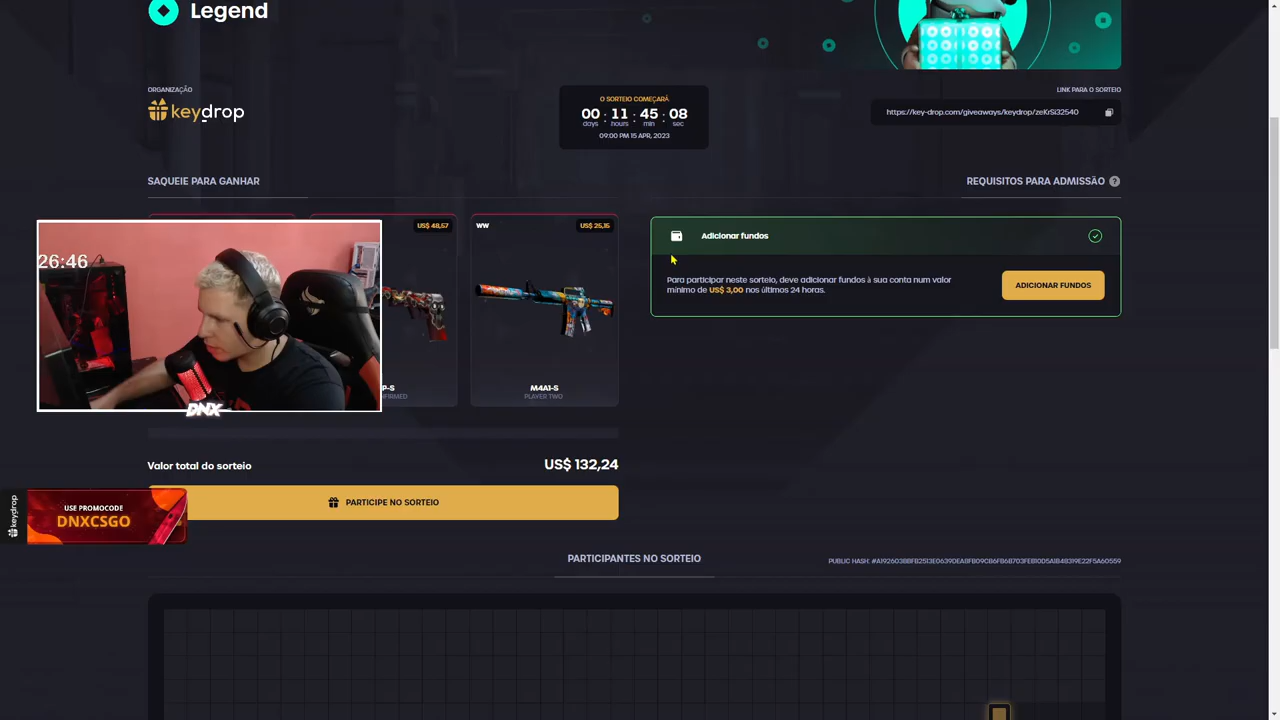 Legend
ORGANIZAÇÃO
keydrop
O SORTEIO COMEÇARÁ
00 : 11 : 45 : 08
days hours min sec
09:00 PM 15 APR, 2023
LINK PARA O SORTEIO
https://key-drop.com/giveaways/keydrop/zeKrSi32540
SAQUEIE PARA GANHAR
REQUISITOS PARA ADMISSÃO ?
US$ 48,57
WW
US$ 25,15
26:46
Adicionar fundos
Para participar neste sorteio, deve adicionar fundos à sua conta num valor
mínimo de US$ 3,00 nos últimos 24 horas.
ADICIONAR FUNDOS
P-S
M4A1-S
PLAYER TWO
DNX
Valor total do sorteio
US$ 132,24
PARTICIPE NO SORTEIO
keydrop
USE PROMOCODE
DNXCSGO
PARTICIPANTES NO SORTEIO